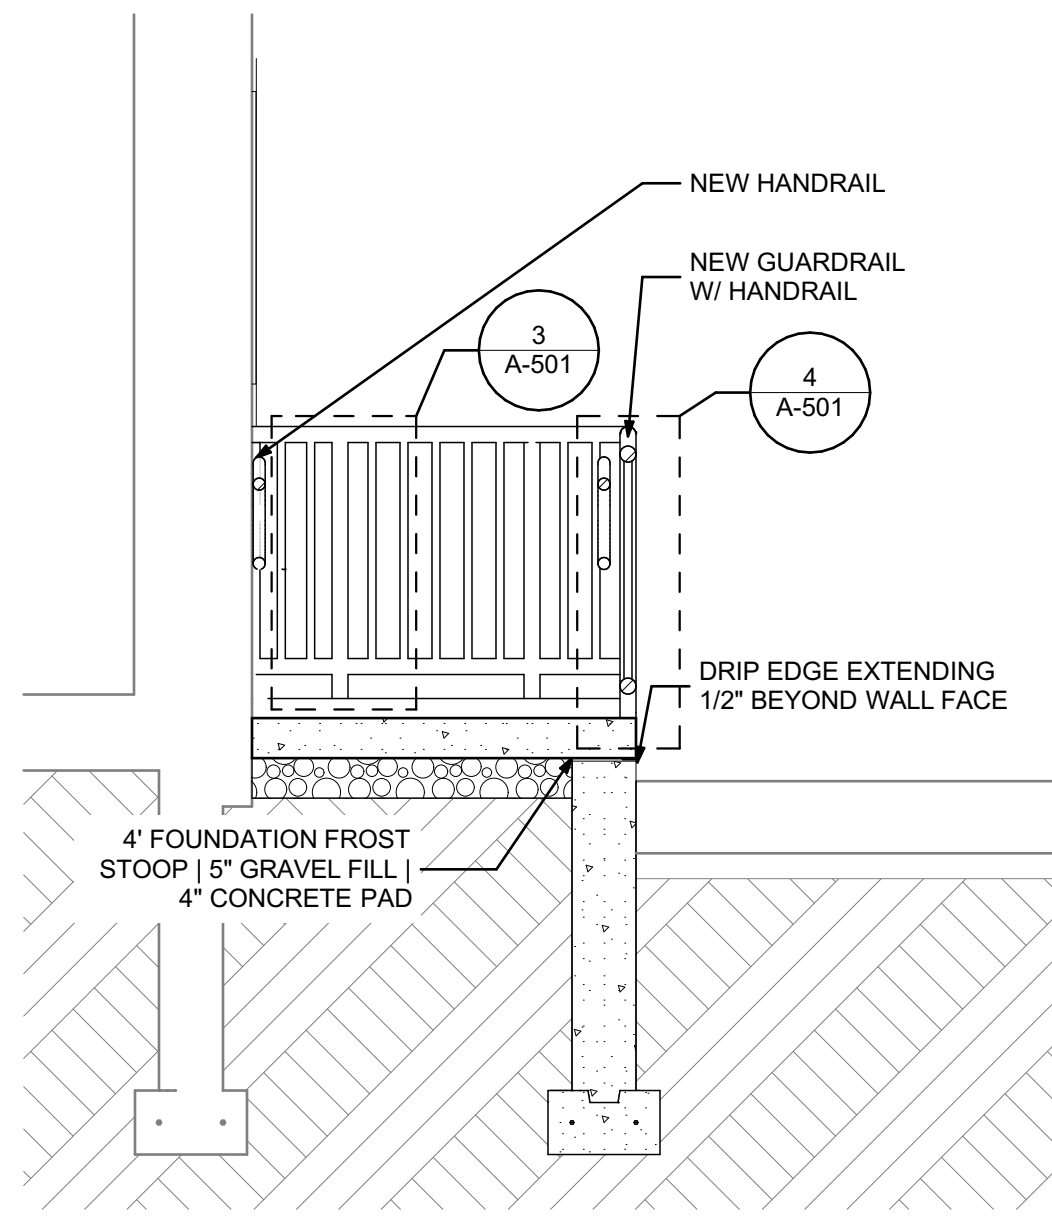 NEW HANDRAIL
NEW GUARDRAIL
W/ HANDRAIL
3
A-501
4
A-501
DRIP EDGE EXTENDING
1/2" BEYOND WALL FACE
4' FOUNDATION FROST
STOOP | 5" GRAVEL FILL |
4" CONCRETE PAD